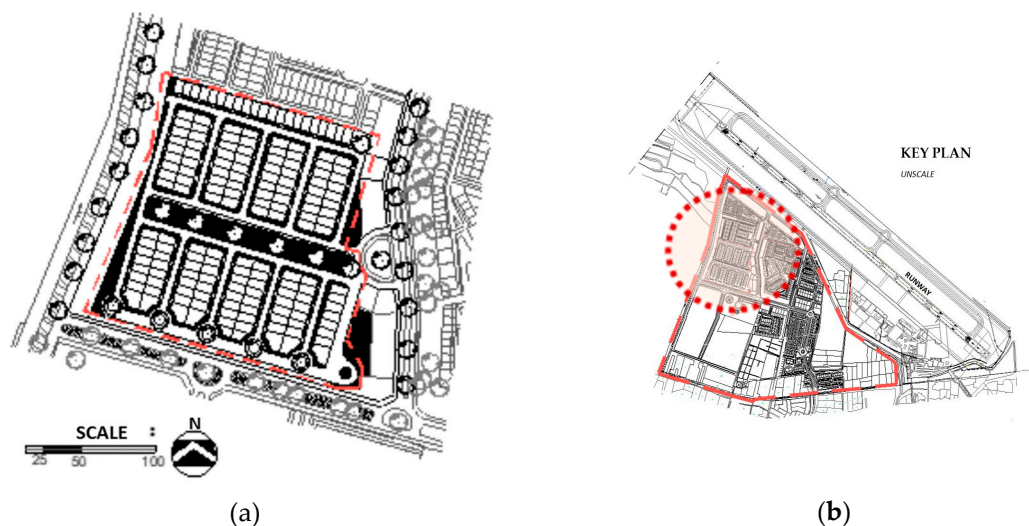 KEY PLAN
UNSCALE
RUNWAY
SCALE :
N
25 50 100
(a) (b)